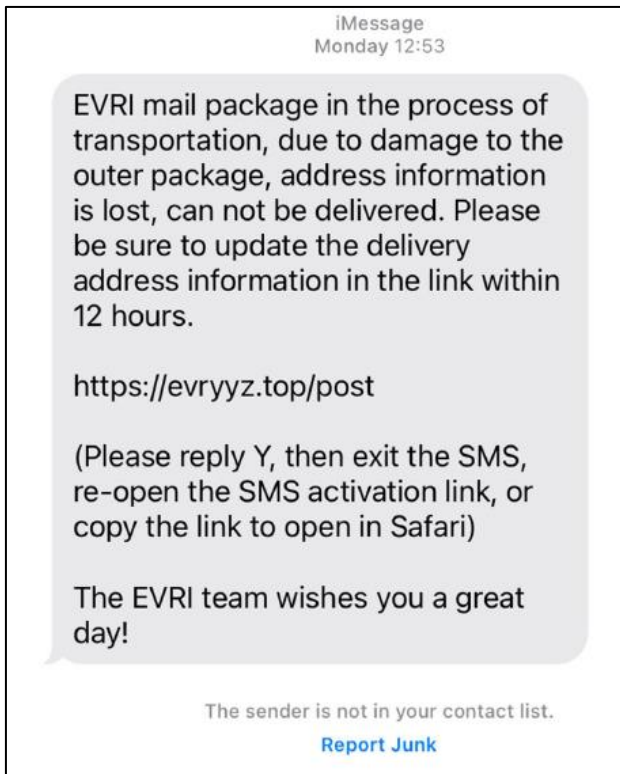 iMessage
Monday 12:53
EVRI mail package in the process of
transportation, due to damage to the
outer package, address information
is lost, can not be delivered. Please
be sure to update the delivery
address information in the link within
12 hours.
https://evryyz.top/post
(Please reply Y, then exit the SMS,
re-open the SMS activation link, or
copy the link to open in Safari)
The EVRI team wishes you a great
day!
The sender is not in your contact list.
Report Junk